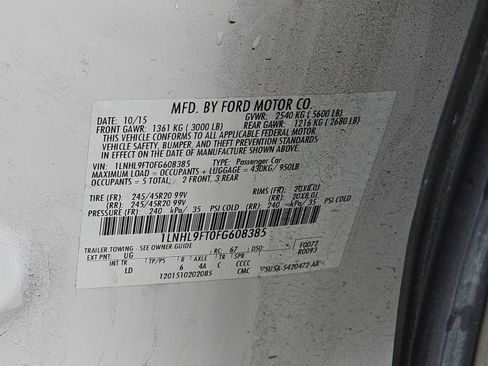 MFD. BY FORD MOTOR CO.
DATE: 10/15 GVWR: 2540 KG ( 5600 LB)
FRONT GAWR: 1361 KG ( 3000 LB) REAR GAWR: 1216 KG ( 2680 LB)
THIS VEHICLE CONFORMS TO ALL APPLICABLE FEDERAL MOTOR
VEHICLE SAFETY, BUMPER, AND THEFT PREVENTION STANDARDS
IN EFFECT ON THE DATE OF MANUFACTURE SHOWN ABOVE.
VIN: 1LNHL9FT0FG608385 TYPE: Passenger Car
MAXIMUM LOAD = OCCUPANTS + LUGGAGE = 430KG/ 950LB
OCCUPANTS = 5 TOTAL, 2 FRONT, 3 REAR
TIRE (FR): 245/45R20 99V RIMS (FR): 20X8.0J
(RR): 245/45R20 99V (RR): 20X8.0J
PRESSURE (FR): 240 kPa/ 35 PSI COLD (RR): 240 kPa/ 35 PSI COLD
1LNHL9FT0FG608385
TRAILER TOWING - SEE OWNER GUIDE F0072
EXT PNT: UG RC: 67 DSO: R0093
INT TR TP/PS R AXLE TR SPR
LD 6 4A C CCCC
1201510202085 CMC 5420472-AA